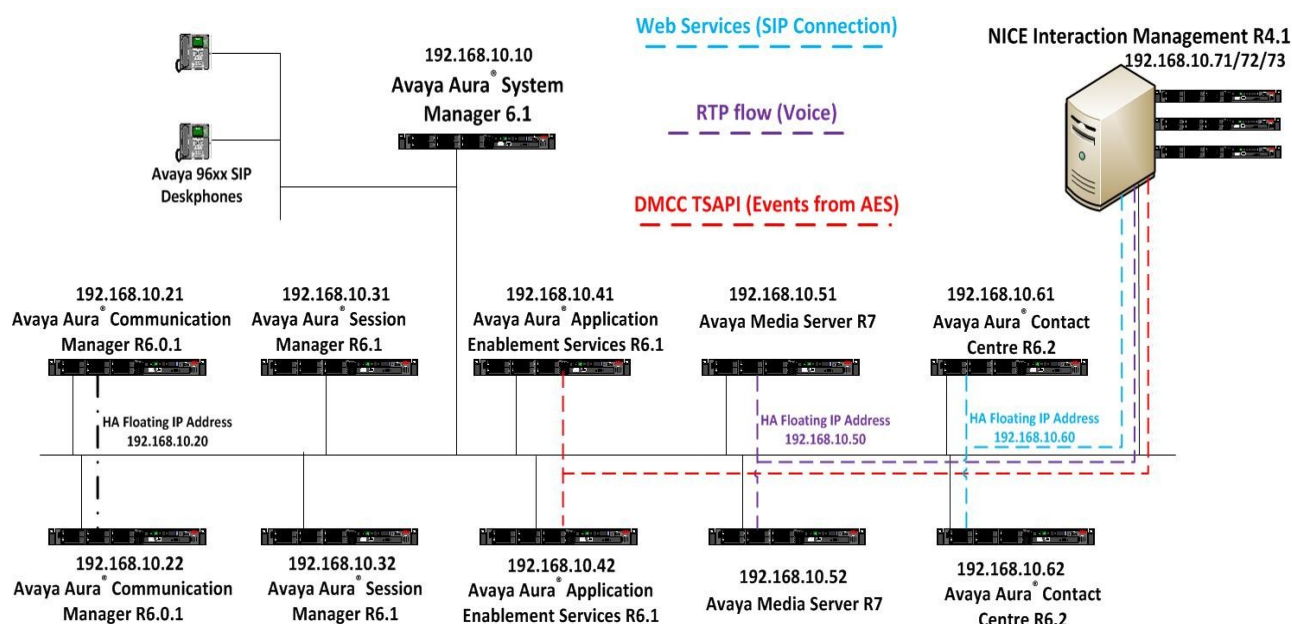 Web Services (SIP Connection)
NICE Interaction Management R4.1
192.168.10.71/72/73
192.168.10.10
Avaya Aura® System
Manager 6.1
RTP flow (Voice)
Avaya 96xx SIP
Deskphones
DMCC TSAPI (Events from AES)
192.168.10.21
Avaya Aura® Communication
Manager R6.0.1
192.168.10.31
Avaya Aura® Session
Manager R6.1
192.168.10.41
Avaya Aura® Application
Enablement Services R6.1
192.168.10.51
Avaya Media Server R7
192.168.10.61
Avaya Aura® Contact
Centre R6.2
HA Floating IP Address
192.168.10.20
HA Floating IP Address
192.168.10.50
HA Floating IP Address
192.168.10.60
192.168.10.22
Avaya Aura® Communication
Manager R6.0.1
192.168.10.32
Avaya Aura® Session
Manager R6.1
192.168.10.42
Avaya Aura® Application
Enablement Services R6.1
192.168.10.52
Avaya Media Server R7
192.168.10.62
Avaya Aura® Contact
Centre R6.2